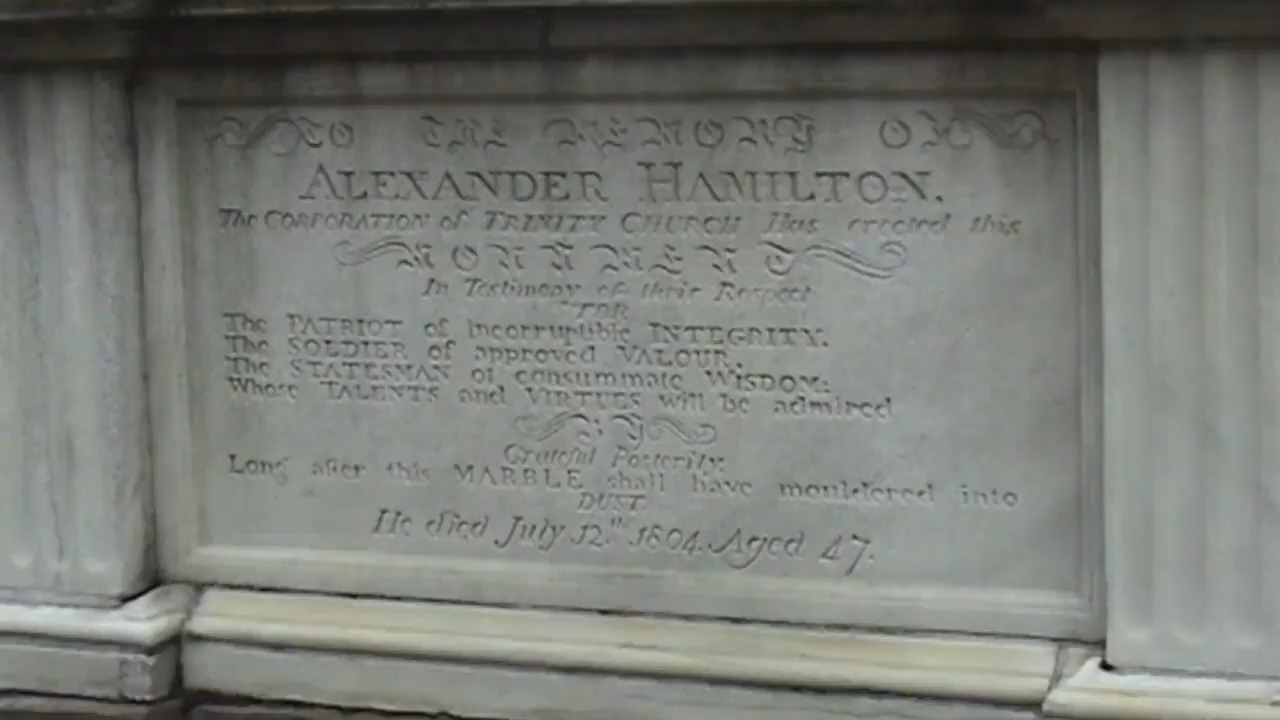 TO THE MEMORY OF
ALEXANDER HAMILTON.
The CORPORATION of TRINITY CHURCH Has erected this
MONUMENT
In Testimony of their Respect
FOR
The PATRIOT of incorruptible INTEGRITY.
The SOLDIER of approved VALOUR.
The STATESMAN of consummate WISDOM:
Whose TALENTS and VIRTUES will be admired
BY
Grateful Posterity.
Long after this MARBLE shall have mouldered into
DUST.
He died July 12.th 1804. Aged 47.